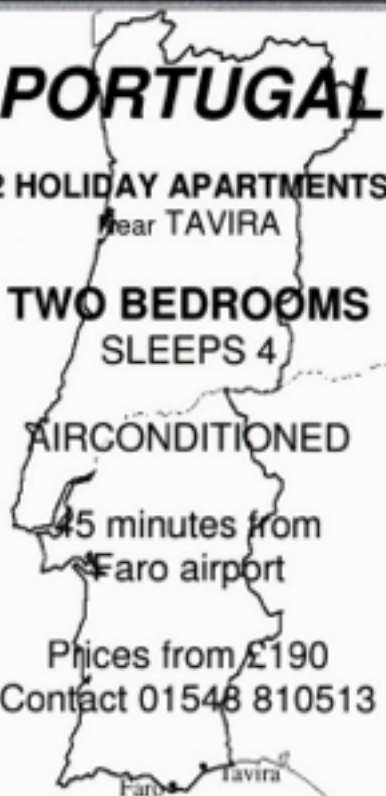 PORTUGAL
2 HOLIDAY APARTMENTS
Near TAVIRA
TWO BEDROOMS
SLEEPS 4
AIRCONDITIONED
45 minutes from
Faro airport
Prices from £190
Contact 01548 810513
Tavira
Faro